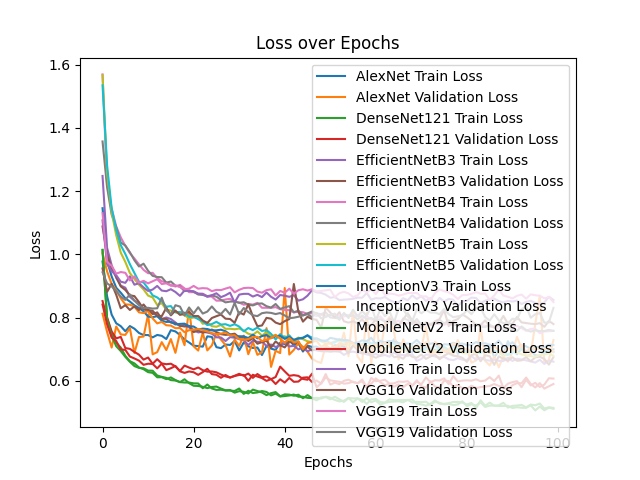 Loss over Epochs
1.6
1.4
1.2
1.0
0.8
0.6
Loss
0
20
40
60
80
100
Epochs
AlexNet Train Loss
AlexNet Validation Loss
DenseNet121 Train Loss
DenseNet121 Validation Loss
EfficientNetB3 Train Loss
EfficientNetB3 Validation Loss
EfficientNetB4 Train Loss
EfficientNetB4 Validation Loss
EfficientNetB5 Train Loss
EfficientNetB5 Validation Loss
InceptionV3 Train Loss
InceptionV3 Validation Loss
MobileNetV2 Train Loss
MobileNetV2 Validation Loss
VGG16 Train Loss
VGG16 Validation Loss
VGG19 Train Loss
VGG19 Validation Loss